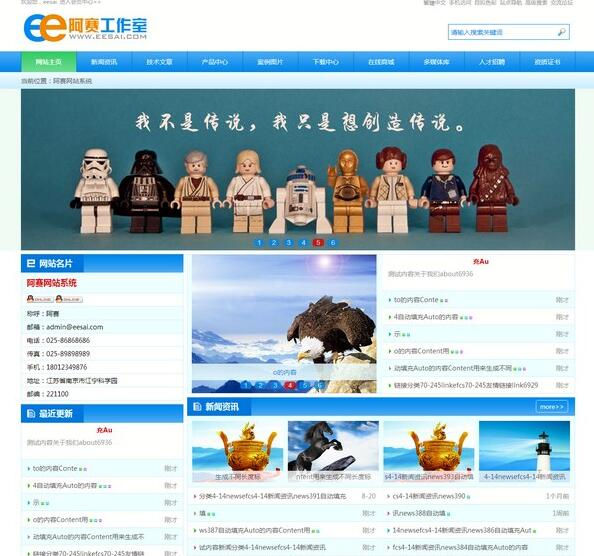 欢迎您，eesai 进入会员中心>>
繁體中文 手机访问
站点导航 高级搜索 交流论坛
ee阿赛工作室
WWW.EESAI.COM
请输入搜索关键词
网站主页 新闻资讯 技术文章 产品中心 案例图片 下载中心 在线商城 多媒体库 人才招聘 资质证书
当前位置：阿赛网站系统
我不是传说，我只是想创造传说。
1 2 3 4 5 6
网站名片
阿赛网站系统
称呼：阿赛
邮箱：admin@eesai.com
电话：025-86868686
传真：025-89898989
手机：18012349876
地址：江苏省南京市江宁科学园
邮编：221100
最近更新
充Au
测试内容关于我们about6936
to的内容Conte 刚才
4自动填充Auto的内容 刚才
示 刚才
o的内容Content用 刚才
动填充Auto的内容Content用来生成不 刚才
链接分类70-245linkefcs70-245友情链 刚才
o的内容
1 2 3 4 5 6
充Au
测试内容关于我们about6936
to的内容Conte 刚才
4自动填充Auto的内容 刚才
示 刚才
o的内容Content用 刚才
动填充Auto的内容Content用来生成不同 刚才
链接分类70-245linkefcs70-245友情链接link6929 刚才
新闻资讯 more>>
生成不同长度标
ntent用来生成不同长度标
s4-14新闻资讯news393自动填
4-14newsefcs4-14新闻资讯
分类4-14newsefcs4-14新闻资讯news391自动填充 8-20
cs4-14新闻资讯news390 1个月前
填 刚才
讯news388自动填 1周前
ws387自动填充Auto的内容Content用 刚才
14newsefcs4-14新闻资讯news386自动填充Aut 刚才
试内容新闻分类4-14newsefcs4-14新闻资讯 刚才
fcs4-14新闻资讯news384自动填充Auto的内容 刚才